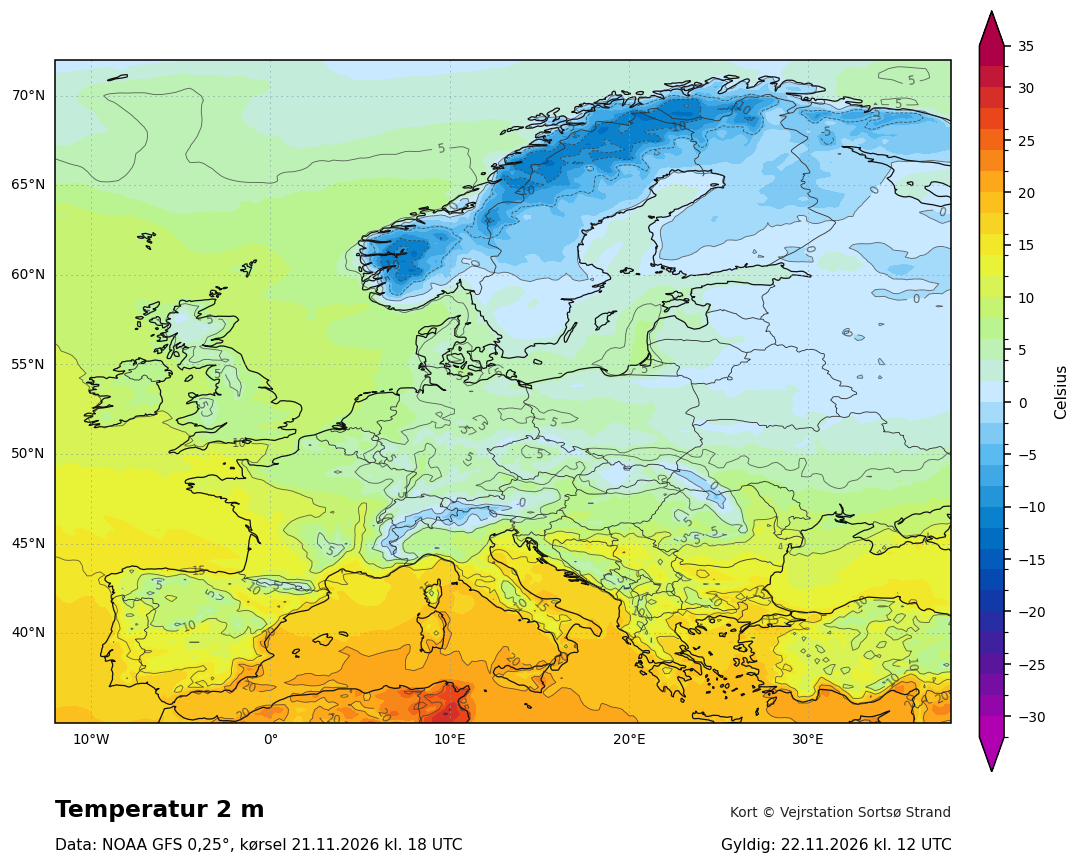 35
30
25
20
15
10
5
0
−5
−10
−15
−20
−25
−30
Celsius
70°N
65°N
60°N
55°N
50°N
45°N
40°N
10°W
0°
10°E
20°E
30°E
Temperatur 2 m
Kort © Vejrstation Sortsø Strand
Data: NOAA GFS 0,25°, kørsel 21.11.2026 kl. 18 UTC
Gyldig: 22.11.2026 kl. 12 UTC